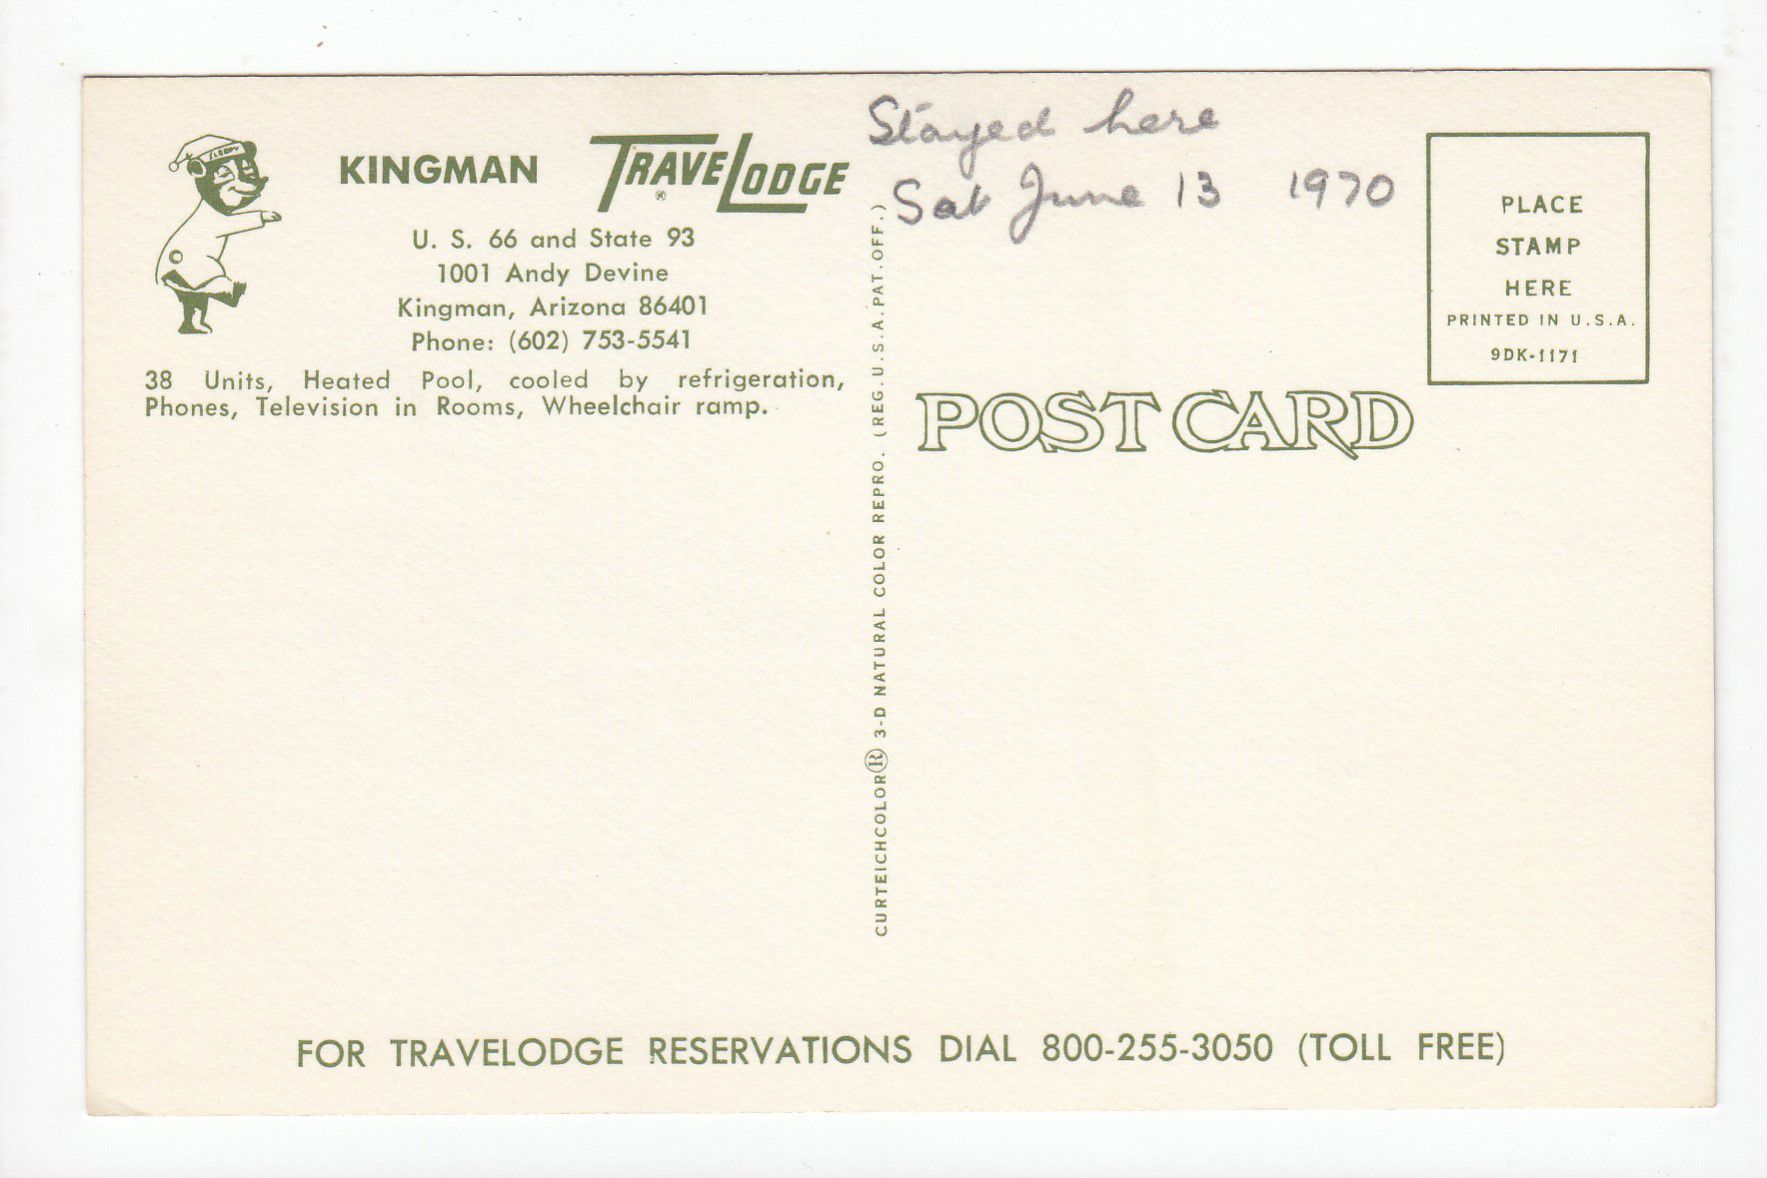 SLEEPY
KINGMAN TRAVELODGE ®
U. S. 66 and State 93
1001 Andy Devine
Kingman, Arizona 86401
Phone: (602) 753-5541
38 Units, Heated Pool, cooled by refrigeration,
Phones, Television in Rooms, Wheelchair ramp.
CURTEICHCOLOR® 3-D NATURAL COLOR REPRO. (REG. U.S.A. PAT. OFF.)
Stayed here
Sat June 13 1970
PLACE
STAMP
HERE
PRINTED IN U.S.A.
9DK-1171
POST CARD
FOR TRAVELODGE RESERVATIONS DIAL 800-255-3050 (TOLL FREE)